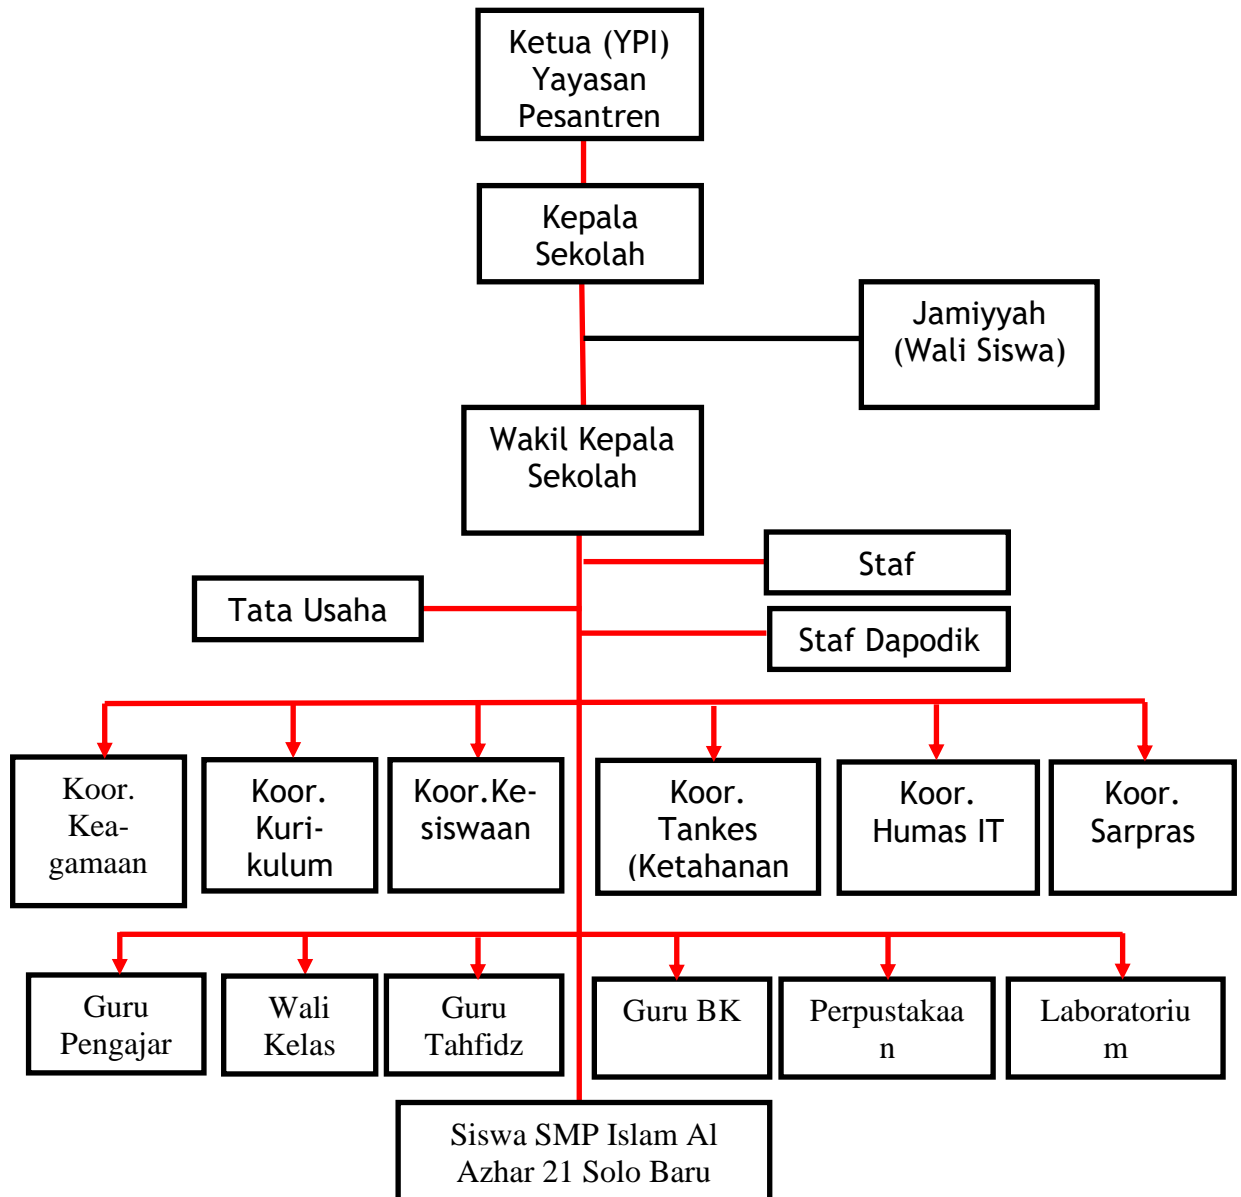 Ketua (YPI)
Yayasan
Pesantren
Kepala
Sekolah
Jamiyyah
(Wali Siswa)
Wakil Kepala
Sekolah
Staf
Tata Usaha
Staf Dapodik
Koor.
Kea-
gamaan
Koor.
Kuri-
kulum
Koor.Ke-
siswaan
Koor.
Tankes
(Ketahanan
Koor.
Humas IT
Koor.
Sarpras
Guru
Pengajar
Wali
Kelas
Guru
Tahfidz
Guru BK
Perpustakaa
n
Laboratoriu
m
Siswa SMP Islam Al
Azhar 21 Solo Baru